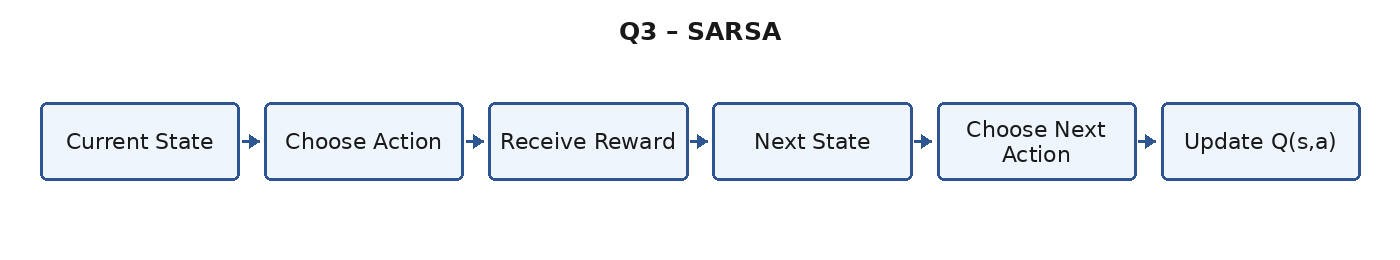 Q3 – SARSA
Current State
Choose Action
Receive Reward
Next State
Choose Next
Action
Update Q(s,a)